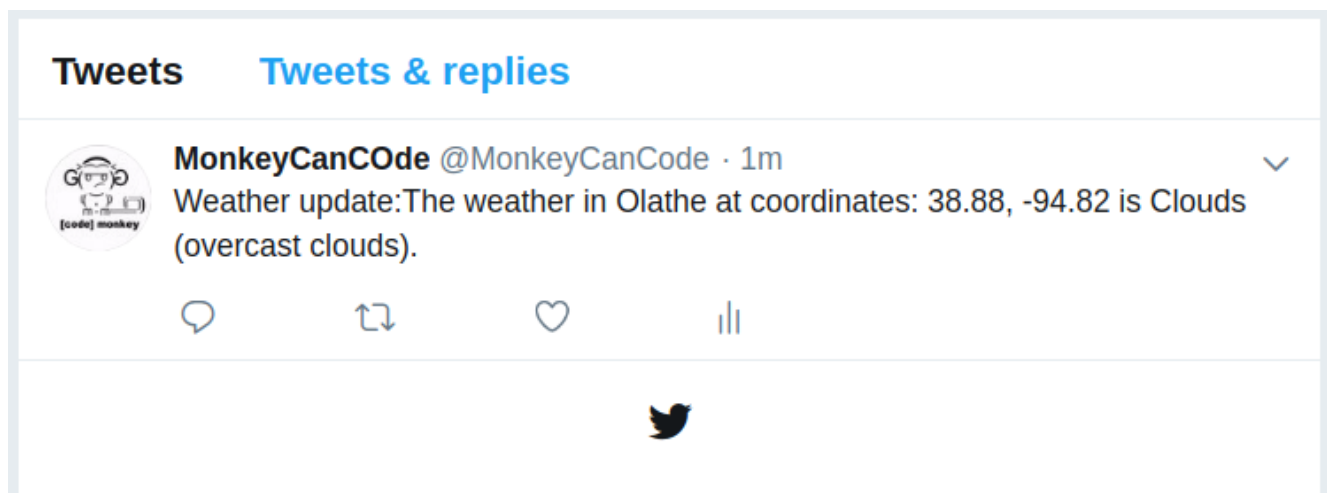 Tweets Tweets & replies
MonkeyCanCOde @MonkeyCanCode · 1m
Weather update:The weather in Olathe at coordinates: 38.88, -94.82 is Clouds
(overcast clouds).
[code] monkey